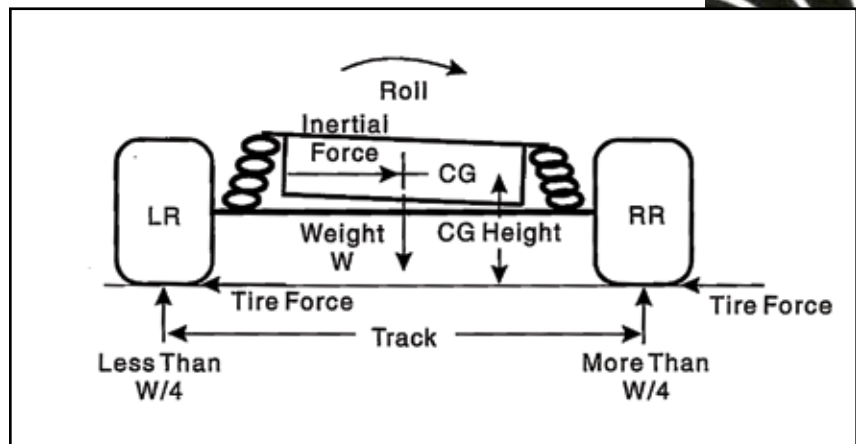 Roll
Inertial
Force
CG
LR
Weight
W
CG Height
RR
Tire Force
Tire Force
Track
Less Than
W/4
More Than
W/4